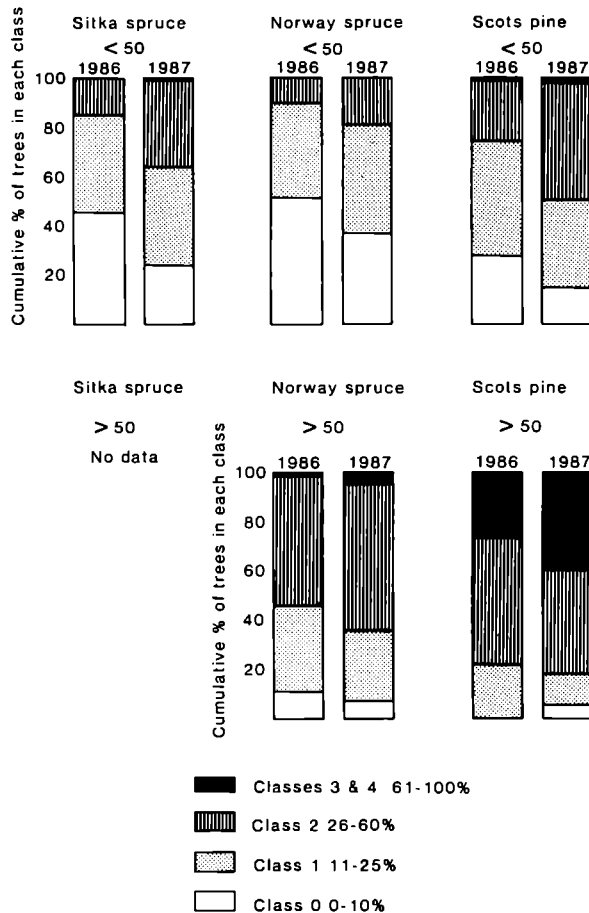 Sitka spruce
< 50
1986 1987
Norway spruce
< 50
1986 1987
Scots pine
< 50
1986 1987
Cumulative % of trees in each class
100
80
60
40
20
Sitka spruce
> 50
No data
Norway spruce
> 50
1986 1987
Scots pine
> 50
1986 1987
Cumulative % of trees in each class
100
80
60
40
20
Classes 3 & 4 61-100%
Class 2 26-60%
Class 1 11-25%
Class 0 0-10%